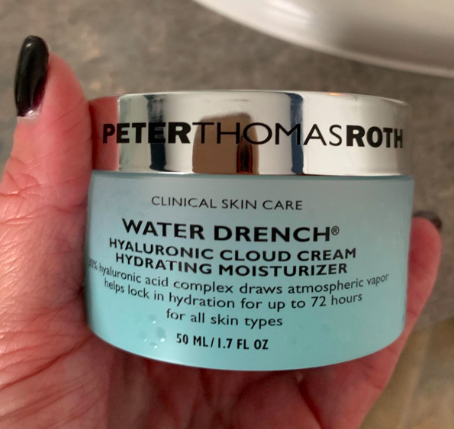 PETERTHOMASROTH
CLINICAL SKIN CARE
WATER DRENCH®
HYALURONIC CLOUD CREAM
HYDRATING MOISTURIZER
hyaluronic acid complex draws atmospheric vapor
helps lock in hydration for up to 72 hours
for all skin types
50 ML/1.7 FL OZ